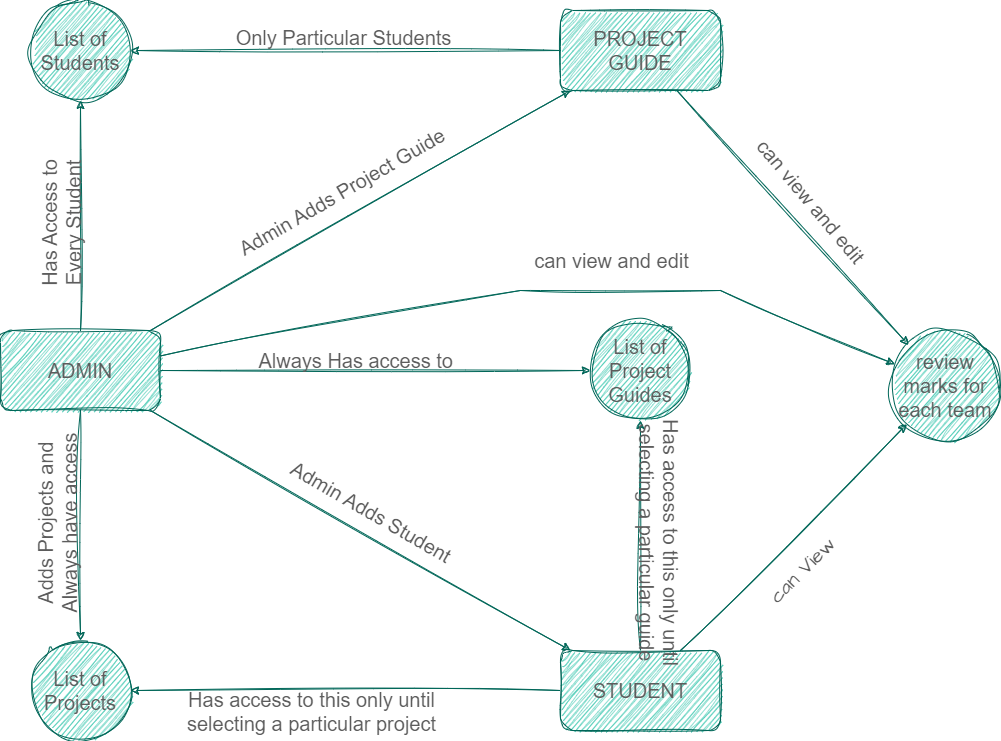 List of
Students
Only Particular Students
PROJECT
GUIDE
Has Access to
Every Student
Admin Adds Project Guide
can view and edit
can view and edit
ADMIN
Always Has access to
List of
Project
Guides
review
marks for
each team
Adds Projects and
Always have access
Admin Adds Student
Has access to this only until
selecting a particular guide
can View
List of
Projects
Has access to this only until
selecting a particular project
STUDENT